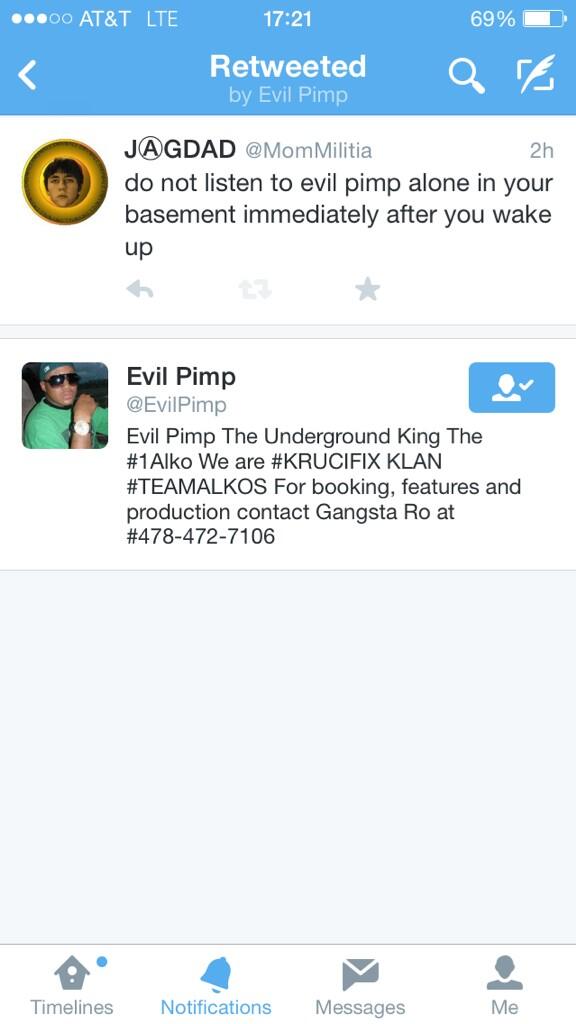 AT&T LTE 17:21 69%
Retweeted
by Evil Pimp
JⒶGDAD @MomMilitia 2h
do not listen to evil pimp alone in your
basement immediately after you wake
up
Evil Pimp
@EvilPimp
Evil Pimp The Underground King The
#1Alko We are #KRUCIFIX KLAN
#TEAMALKOS For booking, features and
production contact Gangsta Ro at
#478-472-7106
Timelines Notifications Messages Me